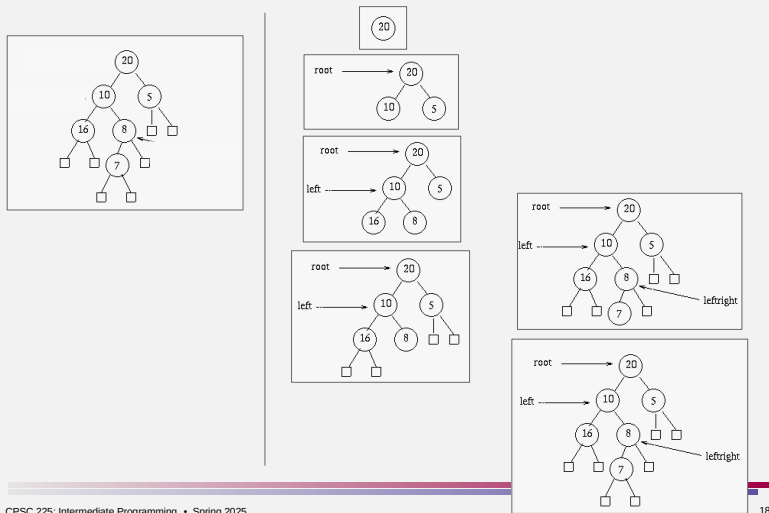 20
10 5
16 8
7
20
root 20
10 5
root 20
left 10 5
16 8
root 20
left 10 5
16 8
root 20
left 10 5
16 8
leftright
7
root 20
left 10 5
16 8
leftright
7
CPSC 225: Intermediate Programming • Spring 2025
18